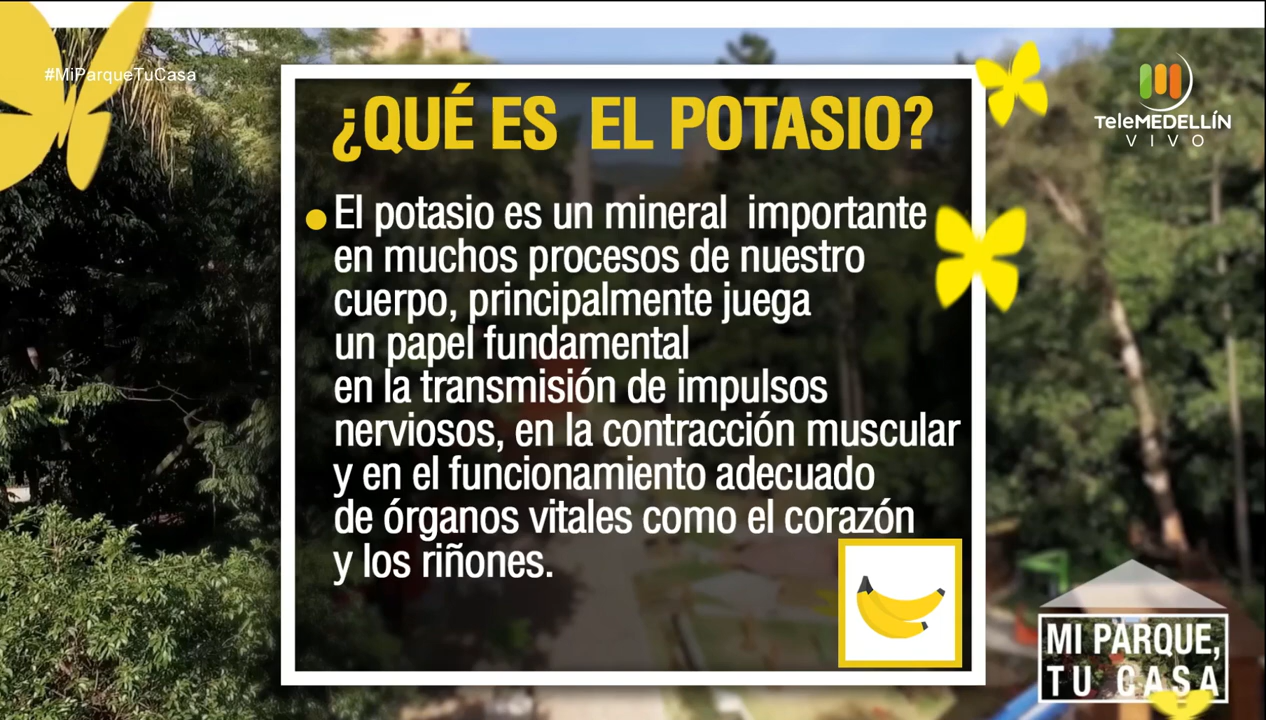 #MiParqueTuCasa
TeleMEDELLÍN
VIVO
¿QUÉ ES EL POTASIO?
El potasio es un mineral importante
en muchos procesos de nuestro
cuerpo, principalmente juega
un papel fundamental
en la transmisión de impulsos
nerviosos, en la contracción muscular
y en el funcionamiento adecuado
de órganos vitales como el corazón
y los riñones.
MI PARQUE,
TU CASA